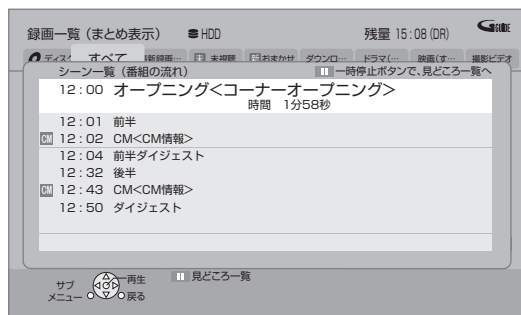 録画一覧(まとめ表示) HDD 残量 15:08(DR) GGUIDE
ディスク すべて 最新録画… 未視聴 おまかせ ダウンロ… ドラマ(… 映画(す… 撮影ビデオ
シーン一覧(番組の流れ) 一時停止ボタンで、見どころ一覧へ
12:00 オープニング<コーナーオープニング>
時間 1分58秒
12:01 前半
CM 12:02 CM<CM情報>
12:04 前半ダイジェスト
12:32 後半
CM 12:43 CM<CM情報>
12:50 ダイジェスト
再生 見どころ一覧
サブ
メニュー 戻る